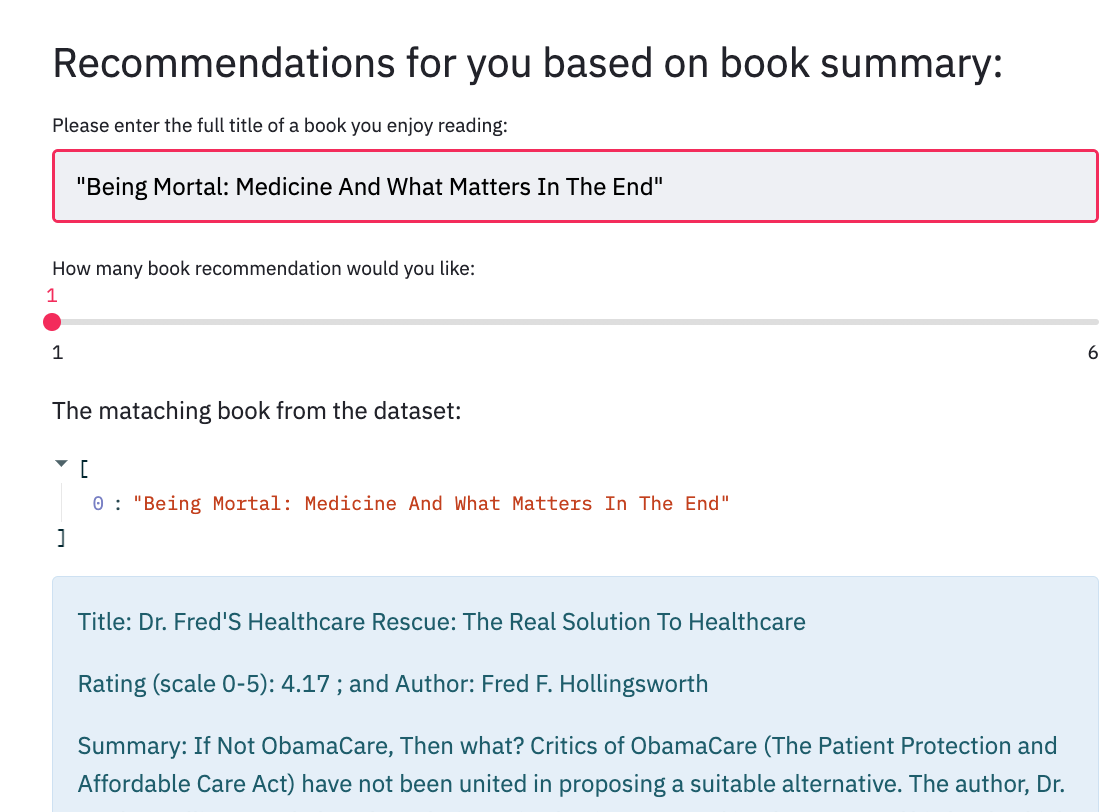 Recommendations for you based on book summary:
Please enter the full title of a book you enjoy reading:
"Being Mortal: Medicine And What Matters In The End"
How many book recommendation would you like:
1
1
6
The mataching book from the dataset:
[
0 : "Being Mortal: Medicine And What Matters In The End"
]
Title: Dr. Fred'S Healthcare Rescue: The Real Solution To Healthcare
Rating (scale 0-5): 4.17 ; and Author: Fred F. Hollingsworth
Summary: If Not ObamaCare, Then what? Critics of ObamaCare (The Patient Protection and
Affordable Care Act) have not been united in proposing a suitable alternative. The author, Dr.